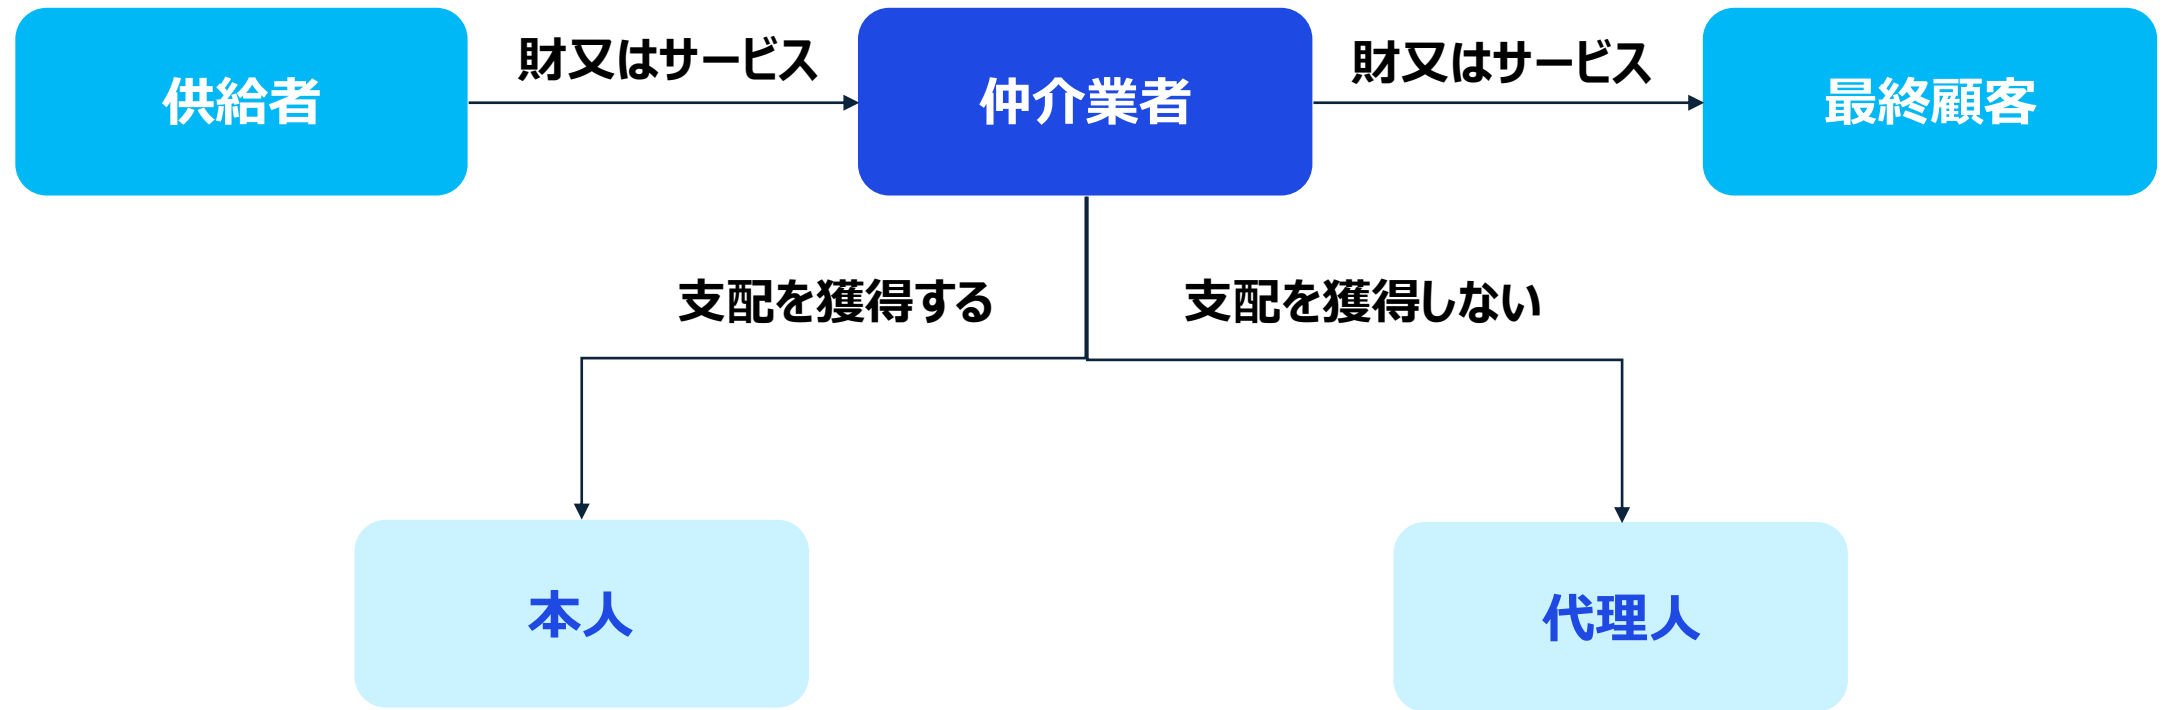 供給者
財又はサービス
仲介業者
財又はサービス
最終顧客
支配を獲得する
支配を獲得しない
本人
代理人